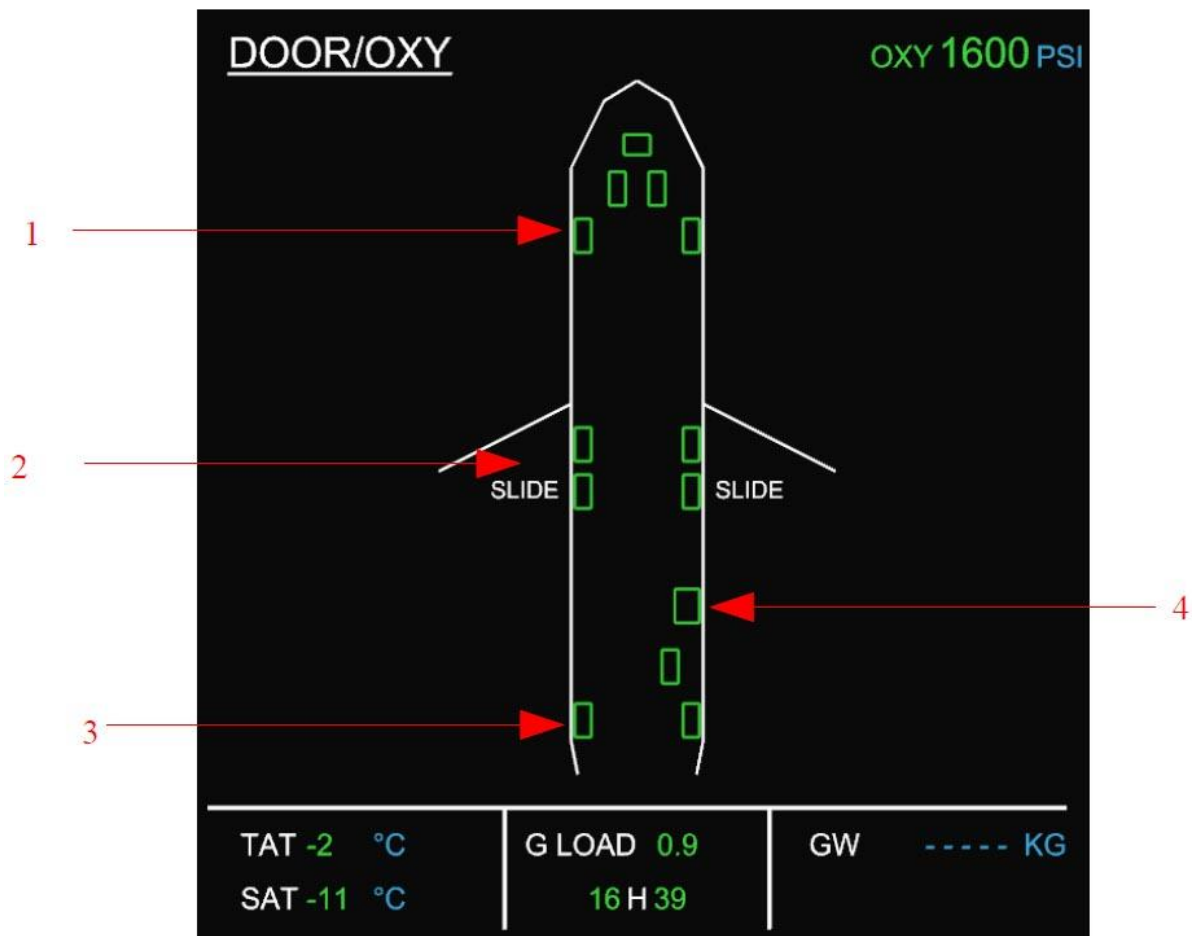 DOOR/OXY
OXY 1600 PSI
1
2
SLIDE SLIDE
4
3
TAT -2 °C G LOAD 0.9 GW - - - - - KG
SAT -11 °C 16 H 39